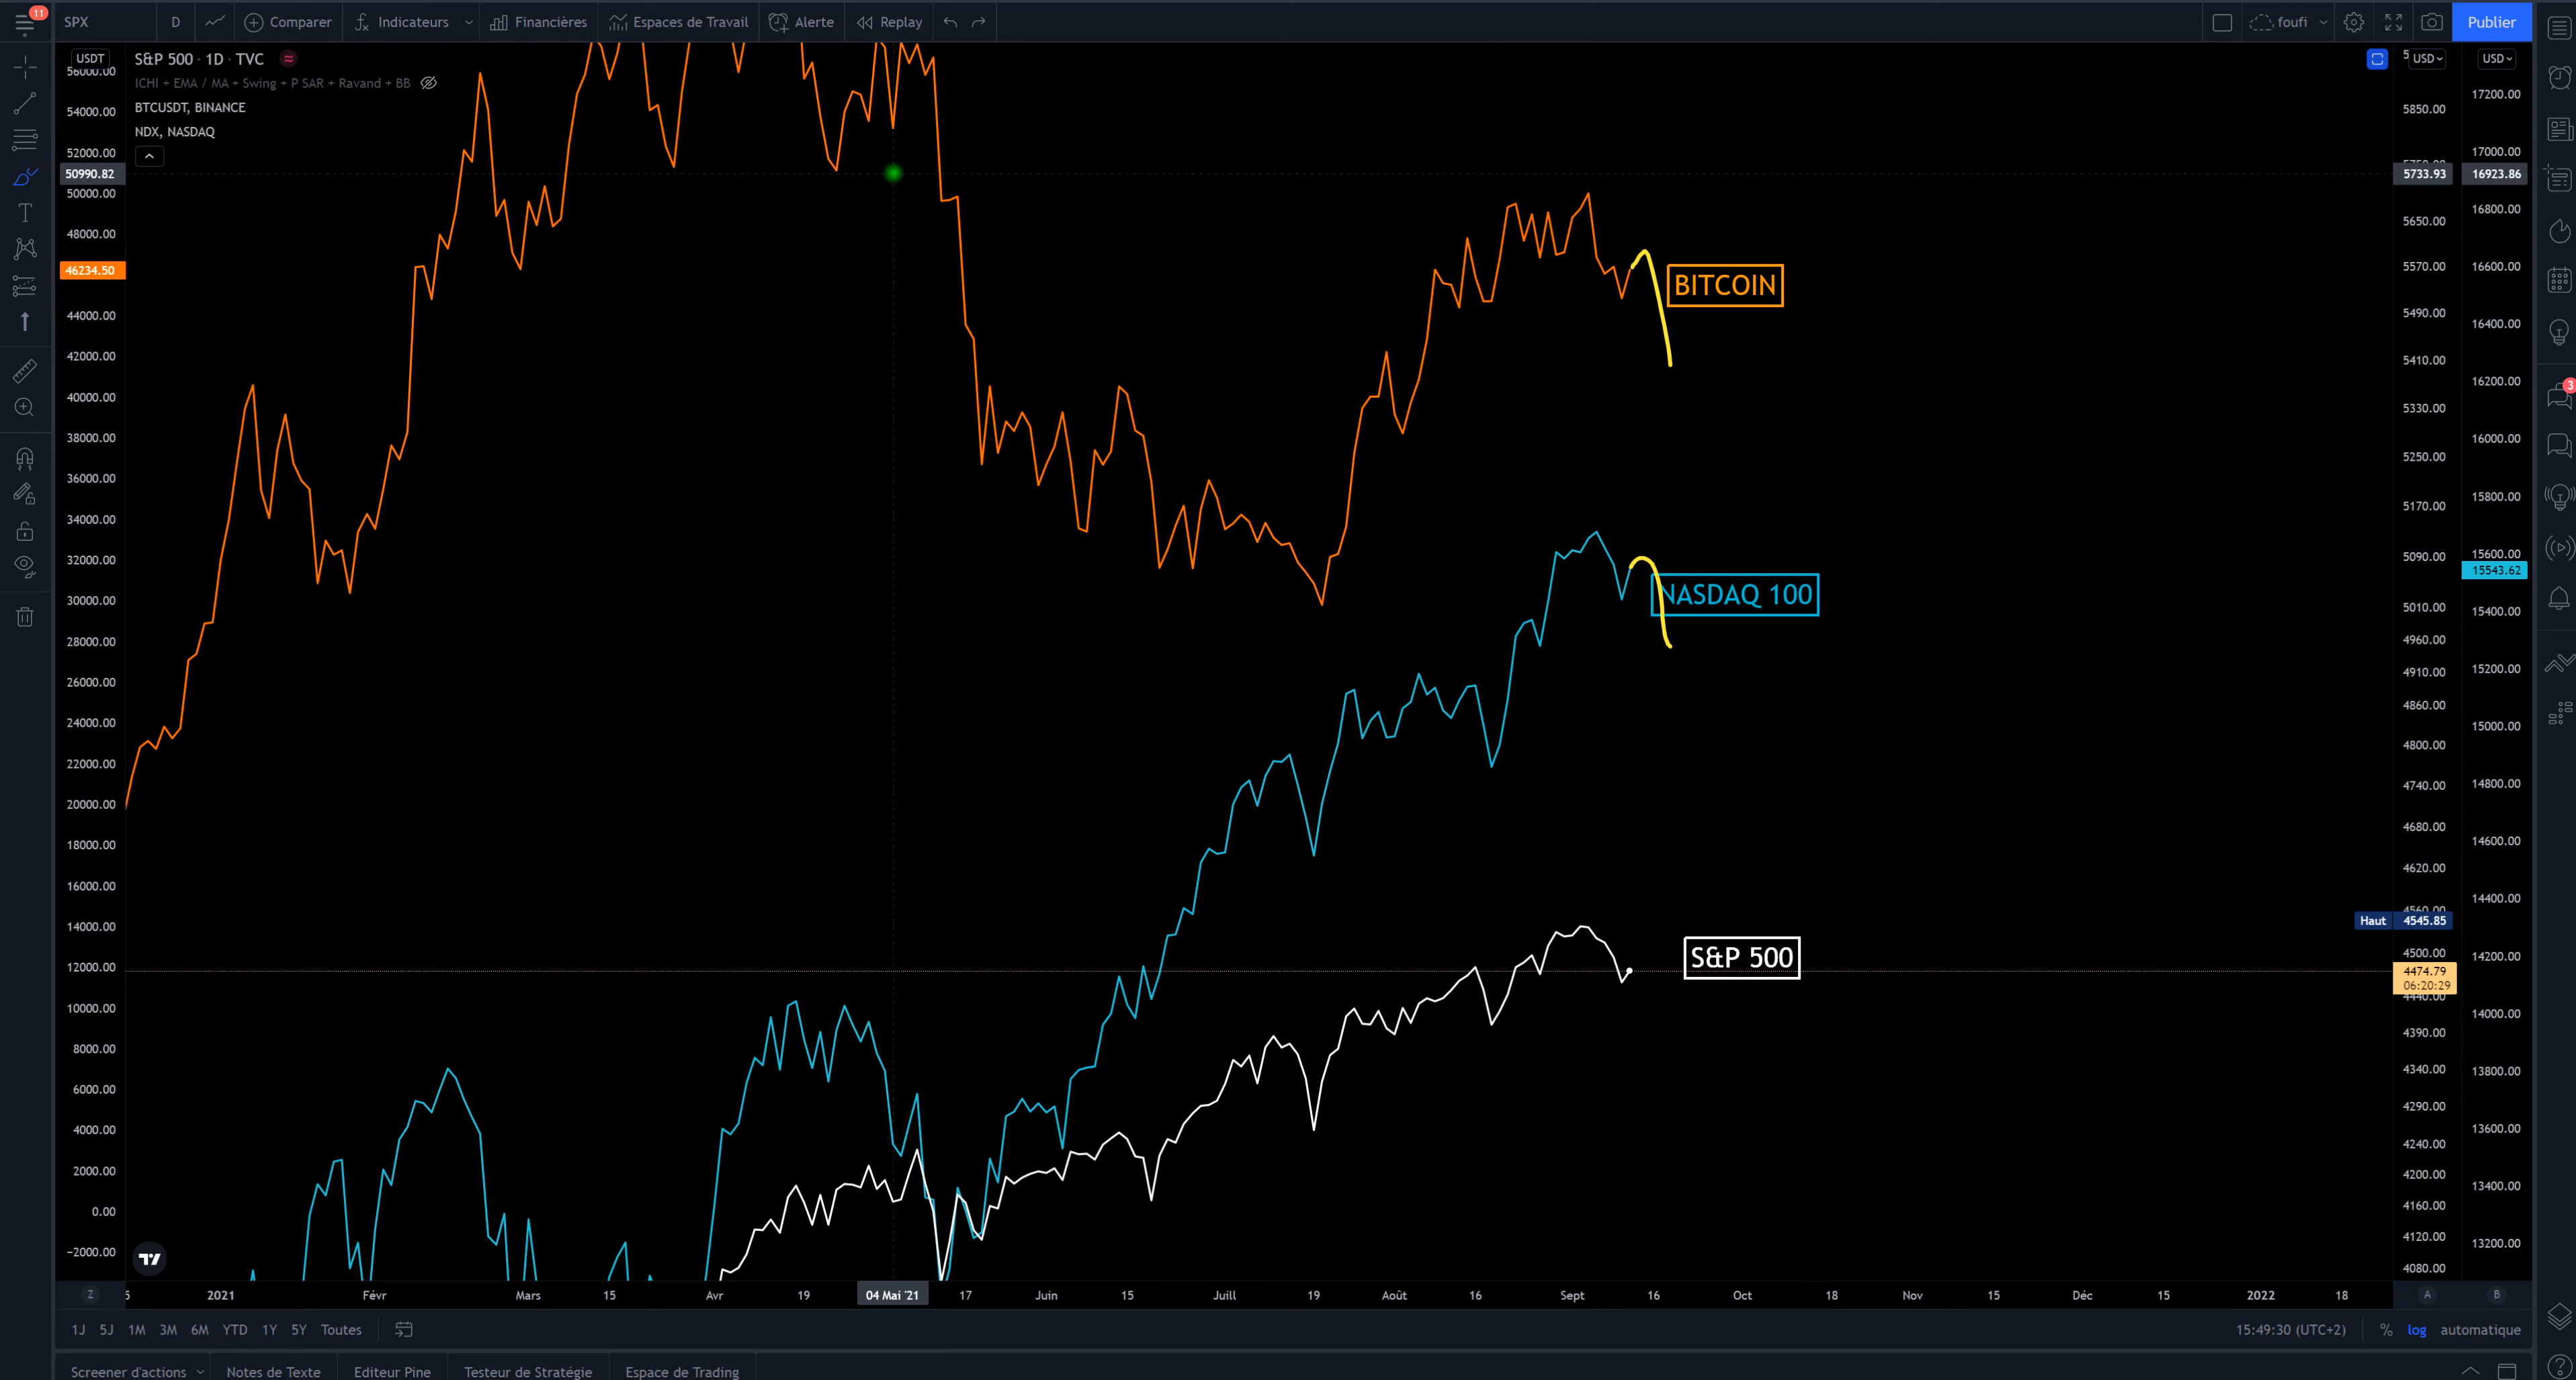 11
SPX
D
Comparer
Indicateurs
Financières
Espaces de Travail
Alerte
Replay
foufi
Publier
USDT
S&P 500 · 1D · TVC
ICHI + EMA / MA + Swing + P SAR + Ravand + BB
BTCUSDT, BINANCE
NDX, NASDAQ
USD
USD
56000.00
54000.00
52000.00
50990.82
50000.00
48000.00
46234.50
44000.00
42000.00
40000.00
38000.00
36000.00
34000.00
32000.00
30000.00
28000.00
26000.00
24000.00
22000.00
20000.00
18000.00
16000.00
14000.00
12000.00
10000.00
8000.00
6000.00
4000.00
2000.00
0.00
−2000.00
BITCOIN
NASDAQ 100
S&P 500
5850.00
5733.93
5650.00
5570.00
5490.00
5410.00
5330.00
5250.00
5170.00
5090.00
5010.00
4960.00
4910.00
4860.00
4800.00
4740.00
4680.00
4620.00
Haut
4545.85
4500.00
4474.79
06:20:29
4440.00
4390.00
4340.00
4290.00
4240.00
4200.00
4160.00
4120.00
4080.00
17200.00
17000.00
16923.86
16800.00
16600.00
16400.00
16200.00
16000.00
15800.00
15600.00
15543.62
15400.00
15200.00
15000.00
14800.00
14600.00
14400.00
14200.00
14000.00
13800.00
13600.00
13400.00
13200.00
3
Z
5 2021 Févr Mars 15 Avr 19 04 Mai '21 17 Juin 15 Juill 19 Août 16 Sept 16 Oct 18 Nov 15 Déc 15 2022 18
A
B
1J 5J 1M 3M 6M YTD 1Y 5Y Toutes
15:49:30 (UTC+2)
% log automatique
Screener d'actions
Notes de Texte
Editeur Pine
Testeur de Stratégie
Espace de Trading